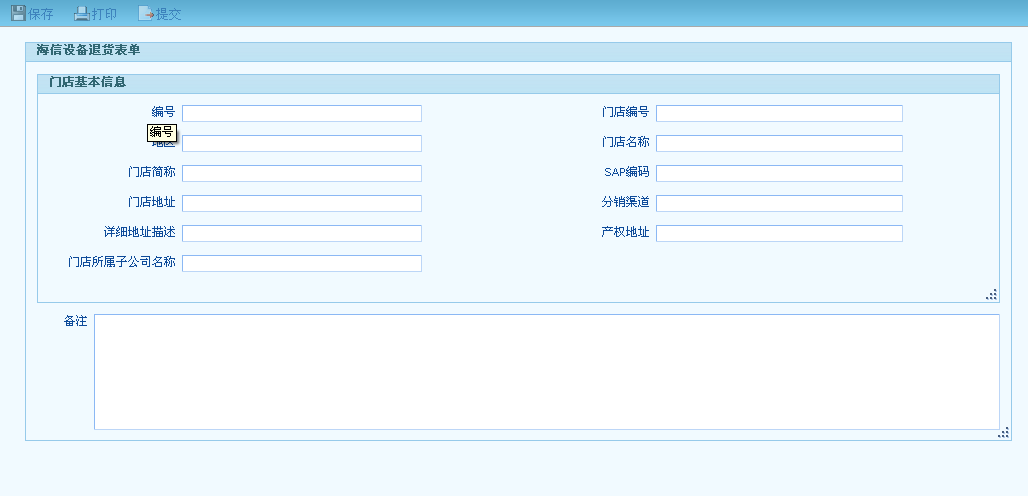 保存 打印 提交
海信设备退货表单
门店基本信息
编号 门店编号
编号
地区 门店名称
门店简称 SAP编码
门店地址 分销渠道
详细地址描述 产权地址
门店所属子公司名称
备注